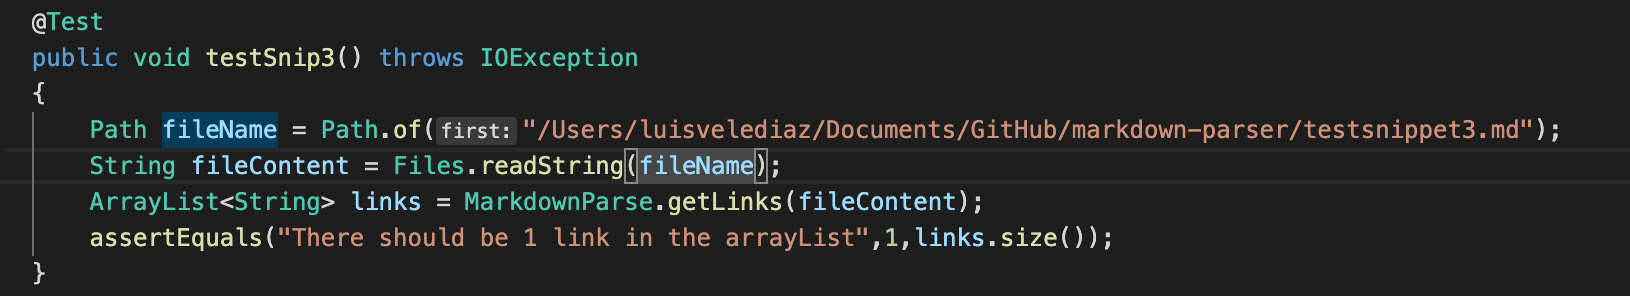 @Test
public void testSnip3() throws IOException
{
Path fileName = Path.of(first: "/Users/luisvelediaz/Documents/GitHub/markdown-parser/testsnippet3.md");
String fileContent = Files.readString(fileName);
ArrayList<String> links = MarkdownParse.getLinks(fileContent);
assertEquals("There should be 1 link in the arrayList",1,links.size());
}